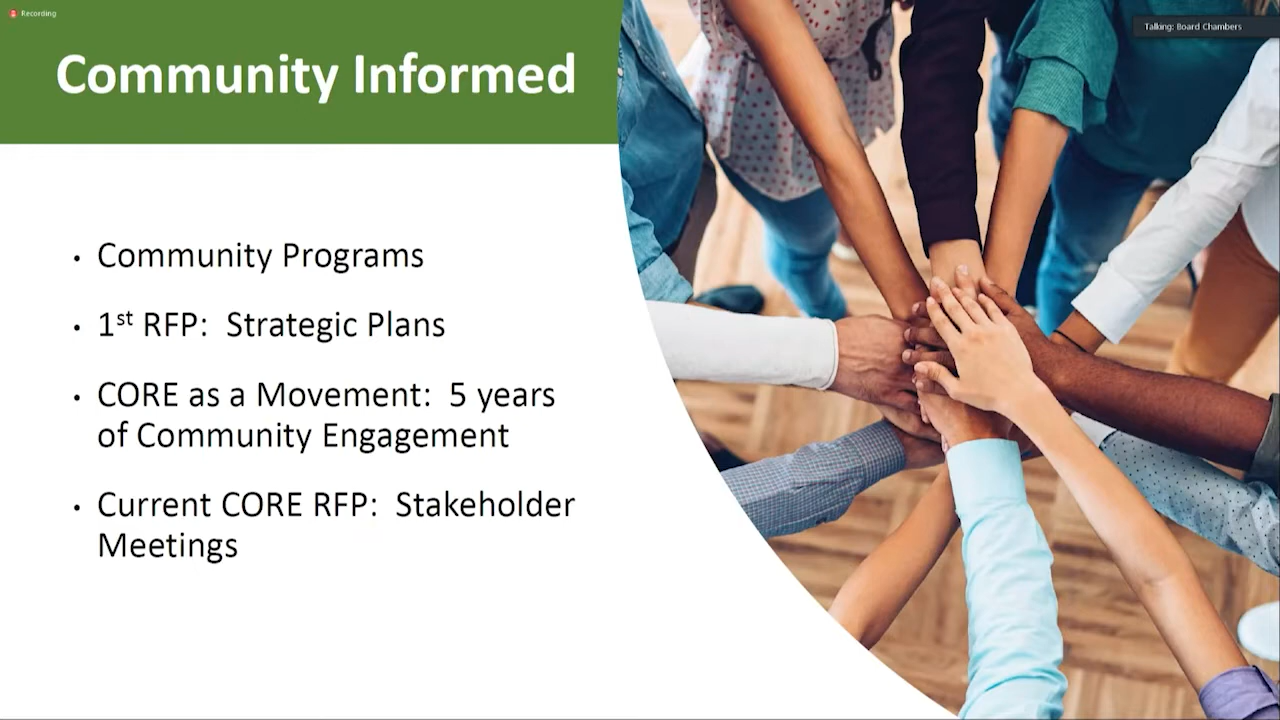 Recording
Talking: Board Chambers
Community Informed
• Community Programs
• 1st RFP: Strategic Plans
• CORE as a Movement: 5 years
of Community Engagement
• Current CORE RFP: Stakeholder
Meetings